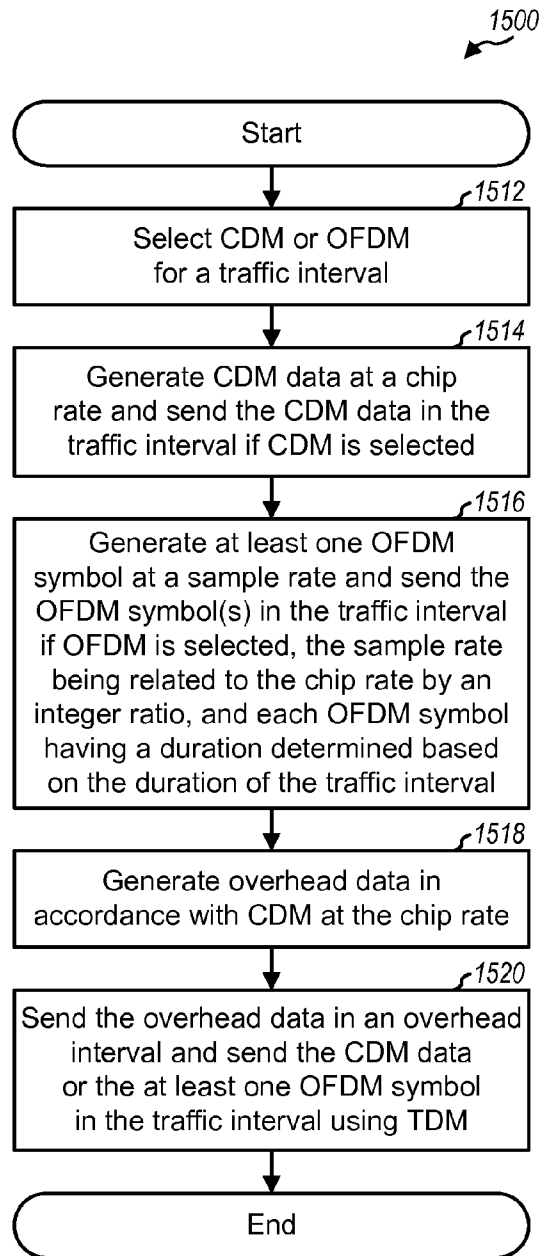 1500
Start
1512
Select CDM or OFDM
for a traffic interval
1514
Generate CDM data at a chip
rate and send the CDM data in the
traffic interval if CDM is selected
1516
Generate at least one OFDM
symbol at a sample rate and send the
OFDM symbol(s) in the traffic interval
if OFDM is selected, the sample rate
being related to the chip rate by an
integer ratio, and each OFDM symbol
having a duration determined based
on the duration of the traffic interval
1518
Generate overhead data in
accordance with CDM at the chip rate
1520
Send the overhead data in an overhead
interval and send the CDM data
or the at least one OFDM symbol
in the traffic interval using TDM
End